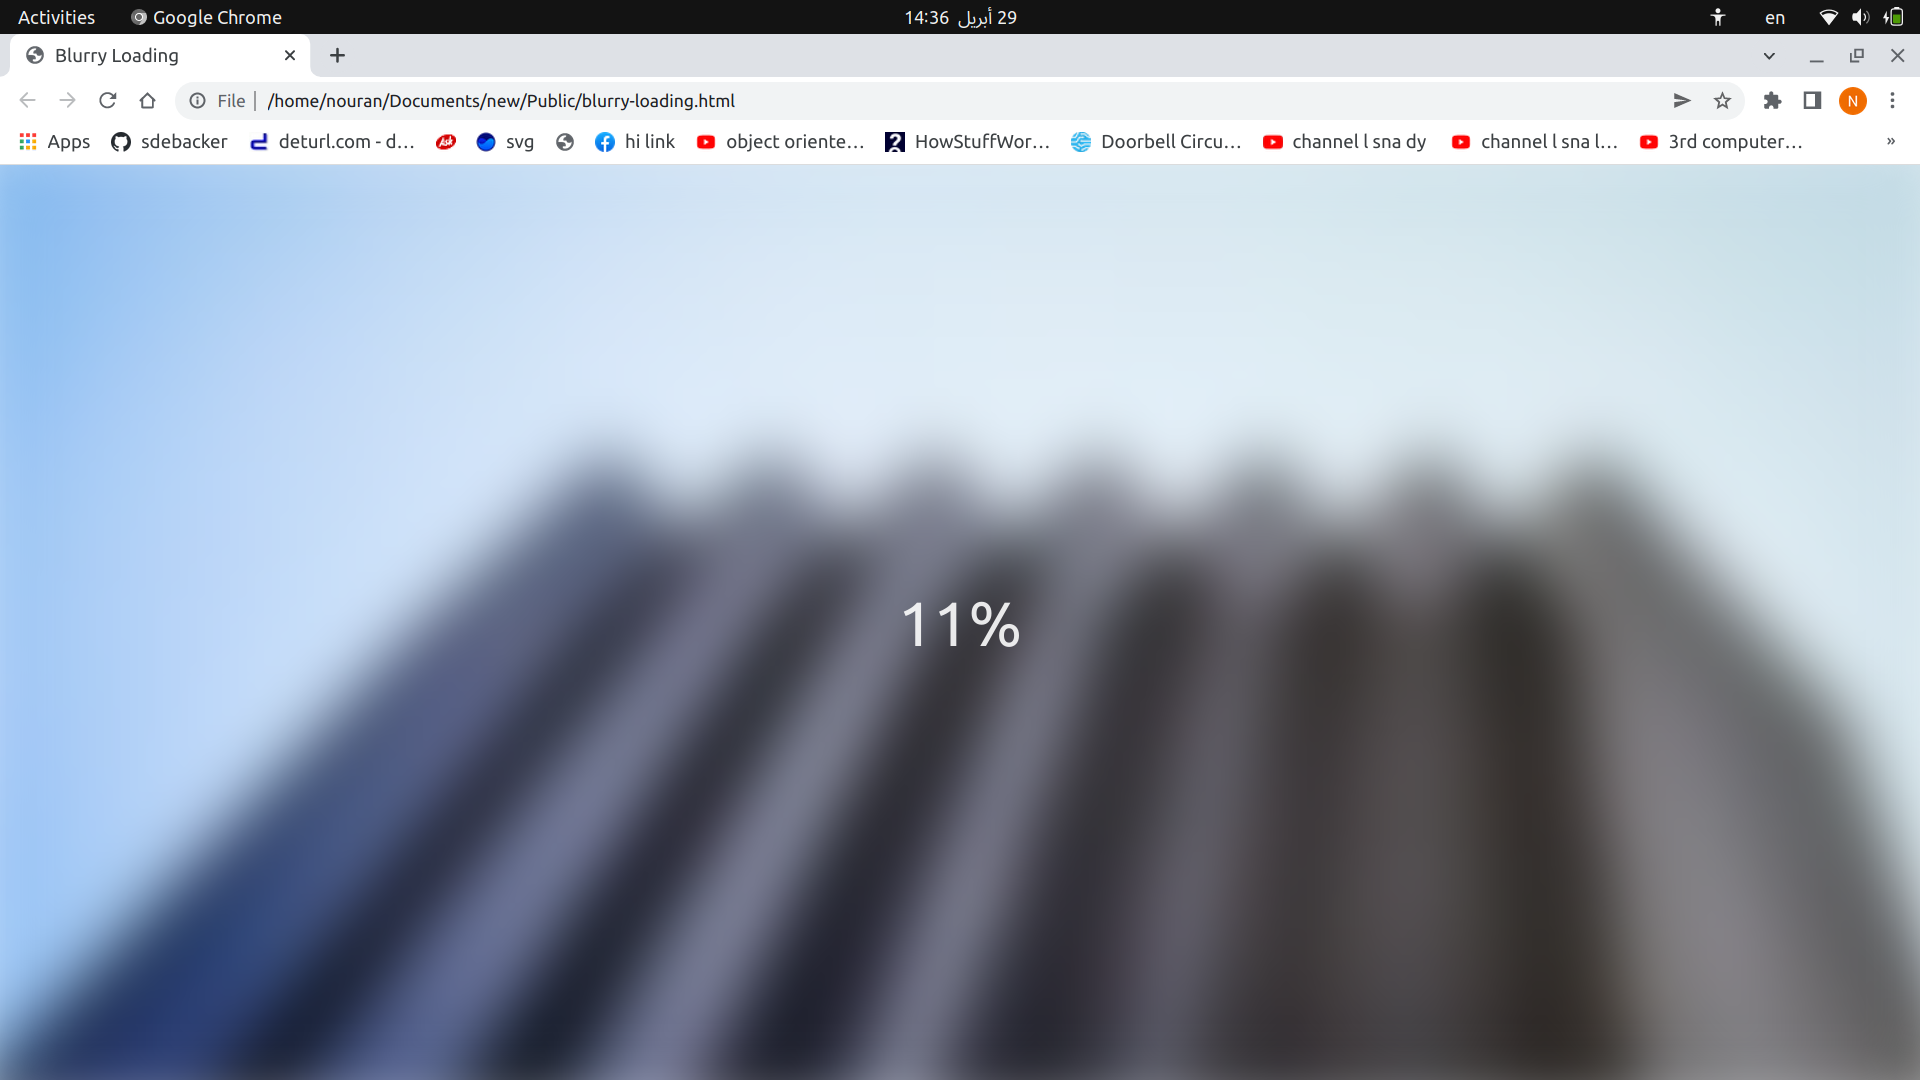 Activities Google Chrome 29 أبريل 14:36 en
Blurry Loading
File /home/nouran/Documents/new/Public/blurry-loading.html N
Apps sdebacker deturl.com - d... Ask svg hi link object oriente... HowStuffWor... Doorbell Circu... channel l sna dy channel l sna l... 3rd computer... »
11%